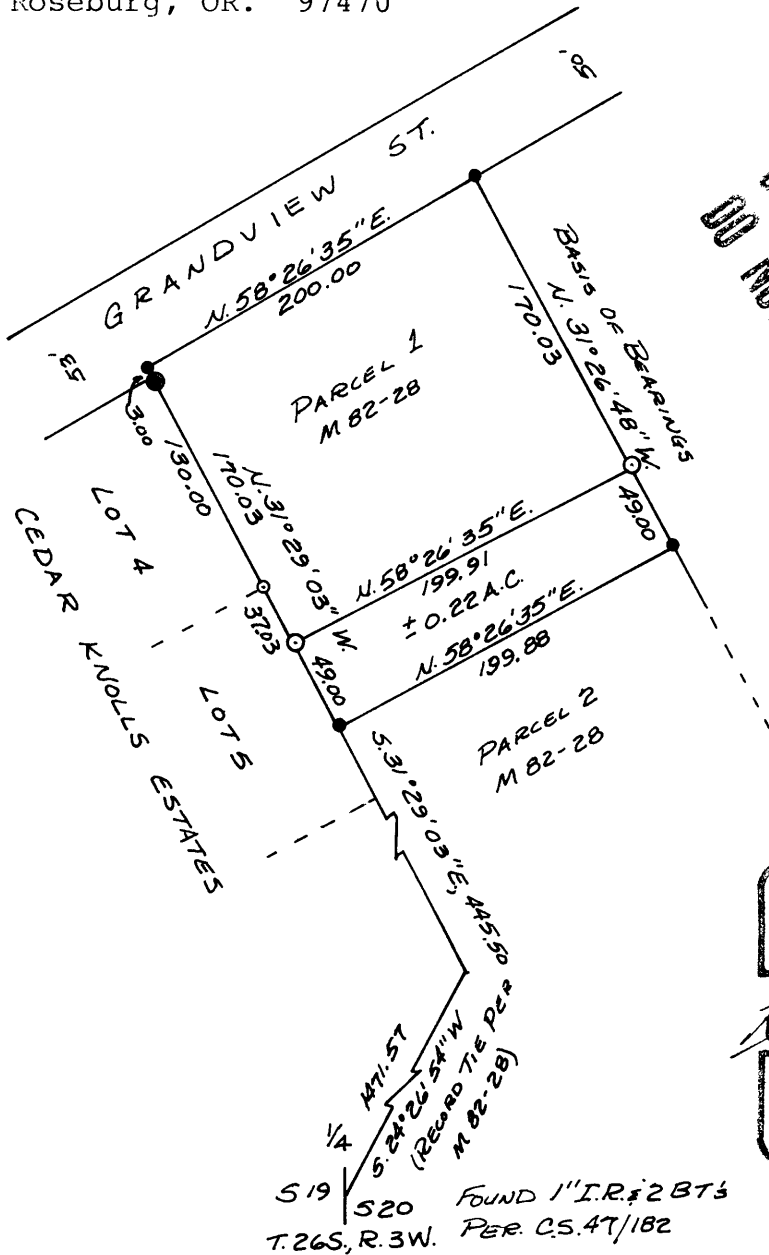 Roseburg, OR. 97470
50'
GRANDVIEW ST.
53'
N. 58° 26' 35" E.
200.00
BASIS OF BEARINGS
N. 31° 26' 48" W.
170.03
PARCEL 1
M 82-28
3.00
130.00
170.03
N. 31° 29' 03" W.
LOT 4
CEDAR KNOLLS ESTATES
37.03
LOT 5
N. 58° 26' 35" E.
199.91
± 0.22 A.C.
49.00
49.00
N. 58° 26' 35" E.
199.88
PARCEL 2
M 82-28
S. 31° 29' 03" E, 445.50
1471.57
S. 24° 26' 54" W
(RECORD TIE PER
M 82-28)
1/4
S 19
S 20
T. 26S., R. 3W.
FOUND 1" I.R. & 2 BT's
PER. C.S. 47/182